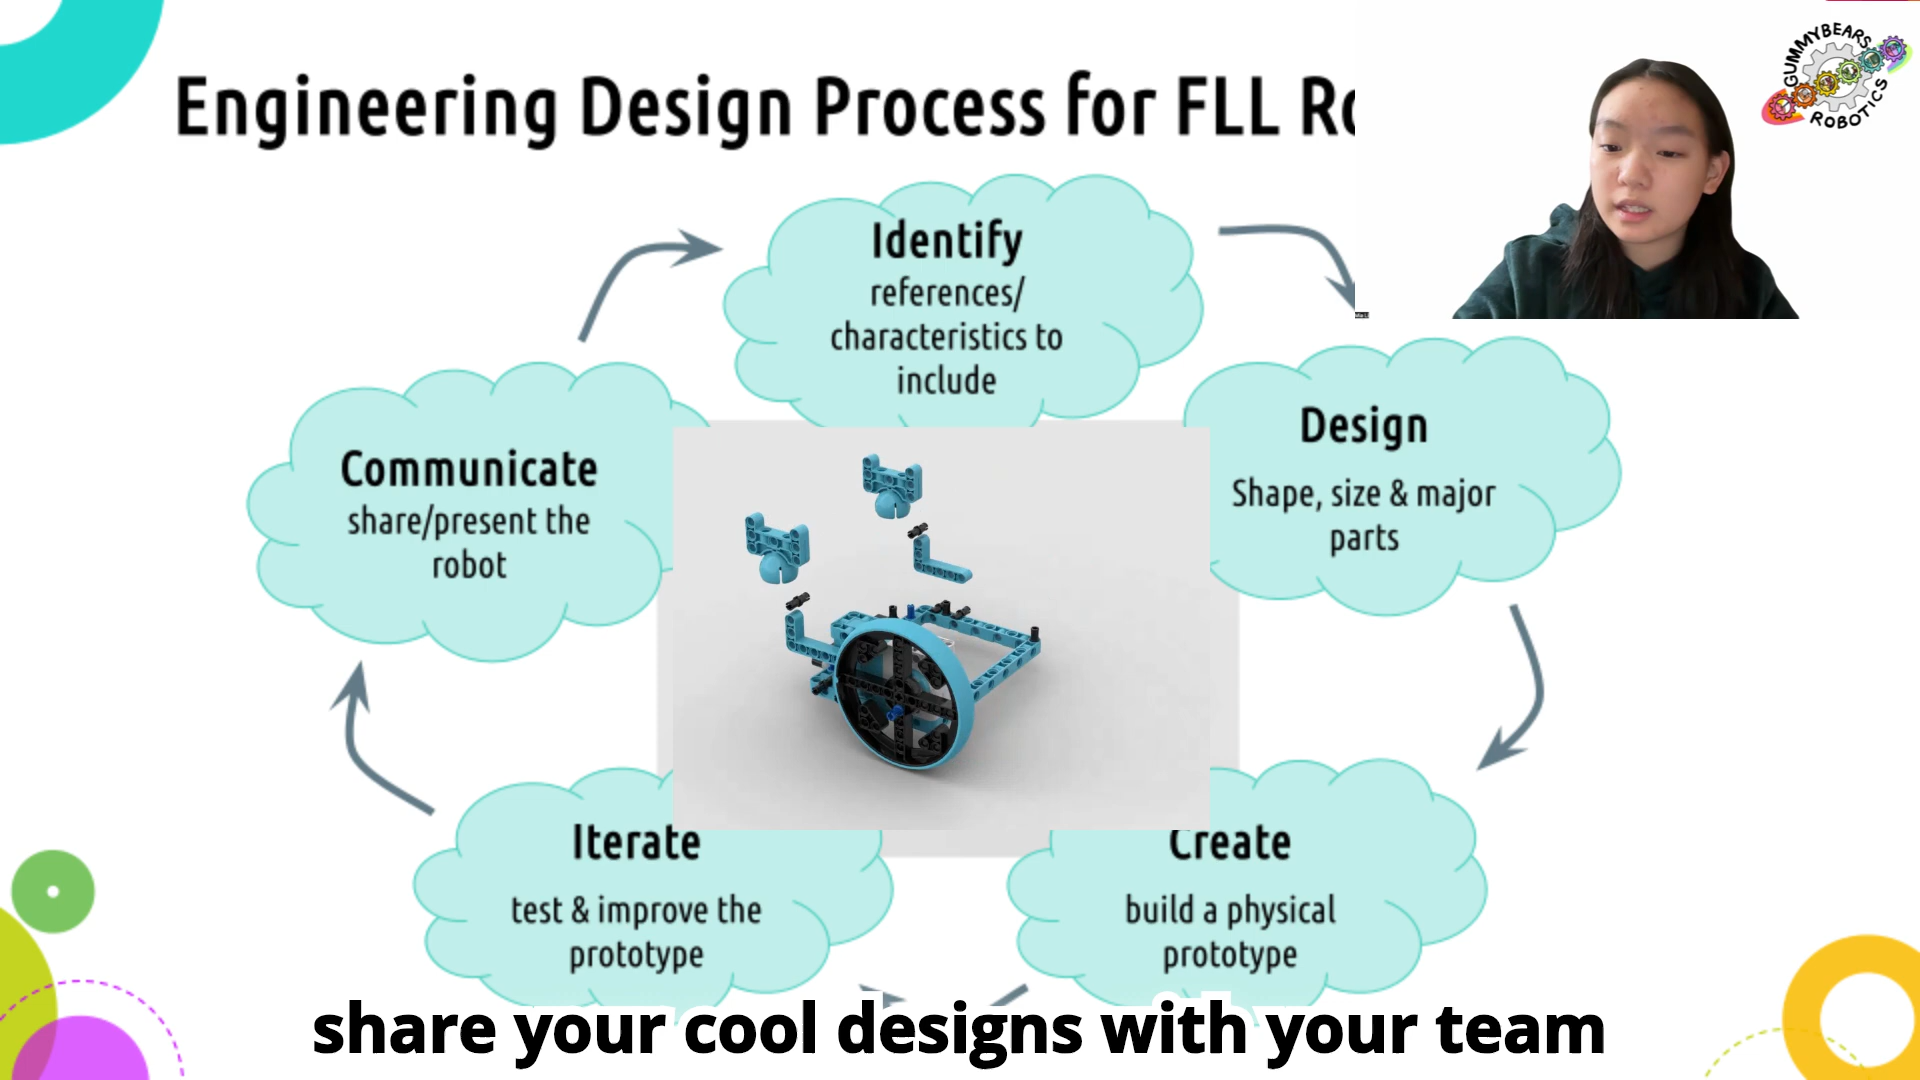 Engineering Design Process for FLL Ro
GUMMYBEARS
ROBOTICS
Identify
references/
characteristics to
include
Design
Shape, size & major
parts
Communicate
share/present the
robot
Iterate
test & improve the
prototype
Create
build a physical
prototype
share your cool designs with your team